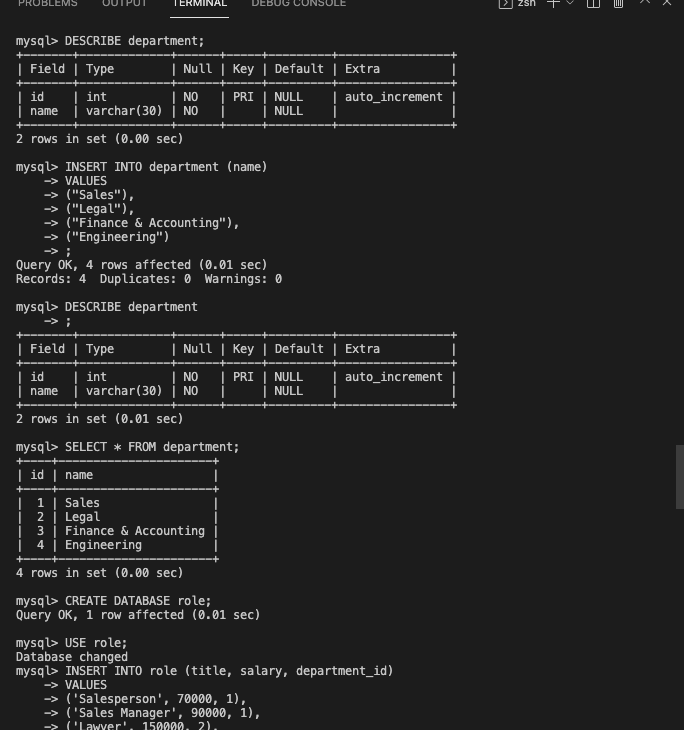 PROBLEMS OUTPUT TERMINAL DEBUG CONSOLE zsh
mysql> DESCRIBE department;
+-------+-------------+------+-----+---------+----------------+
| Field | Type        | Null | Key | Default | Extra          |
+-------+-------------+------+-----+---------+----------------+
| id    | int         | NO   | PRI | NULL    | auto_increment |
| name  | varchar(30) | NO   |     | NULL    |                |
+-------+-------------+------+-----+---------+----------------+
2 rows in set (0.00 sec)
mysql> INSERT INTO department (name)
    -> VALUES
    -> ("Sales"),
    -> ("Legal"),
    -> ("Finance & Accounting"),
    -> ("Engineering")
    -> ;
Query OK, 4 rows affected (0.01 sec)
Records: 4  Duplicates: 0  Warnings: 0
mysql> DESCRIBE department
    -> ;
+-------+-------------+------+-----+---------+----------------+
| Field | Type        | Null | Key | Default | Extra          |
+-------+-------------+------+-----+---------+----------------+
| id    | int         | NO   | PRI | NULL    | auto_increment |
| name  | varchar(30) | NO   |     | NULL    |                |
+-------+-------------+------+-----+---------+----------------+
2 rows in set (0.01 sec)
mysql> SELECT * FROM department;
+----+----------------------+
| id | name                 |
+----+----------------------+
|  1 | Sales                |
|  2 | Legal                |
|  3 | Finance & Accounting |
|  4 | Engineering          |
+----+----------------------+
4 rows in set (0.00 sec)
mysql> CREATE DATABASE role;
Query OK, 1 row affected (0.01 sec)
mysql> USE role;
Database changed
mysql> INSERT INTO role (title, salary, department_id)
    -> VALUES
    -> ('Salesperson', 70000, 1),
    -> ('Sales Manager', 90000, 1),
    -> ('Lawyer', 150000, 2),